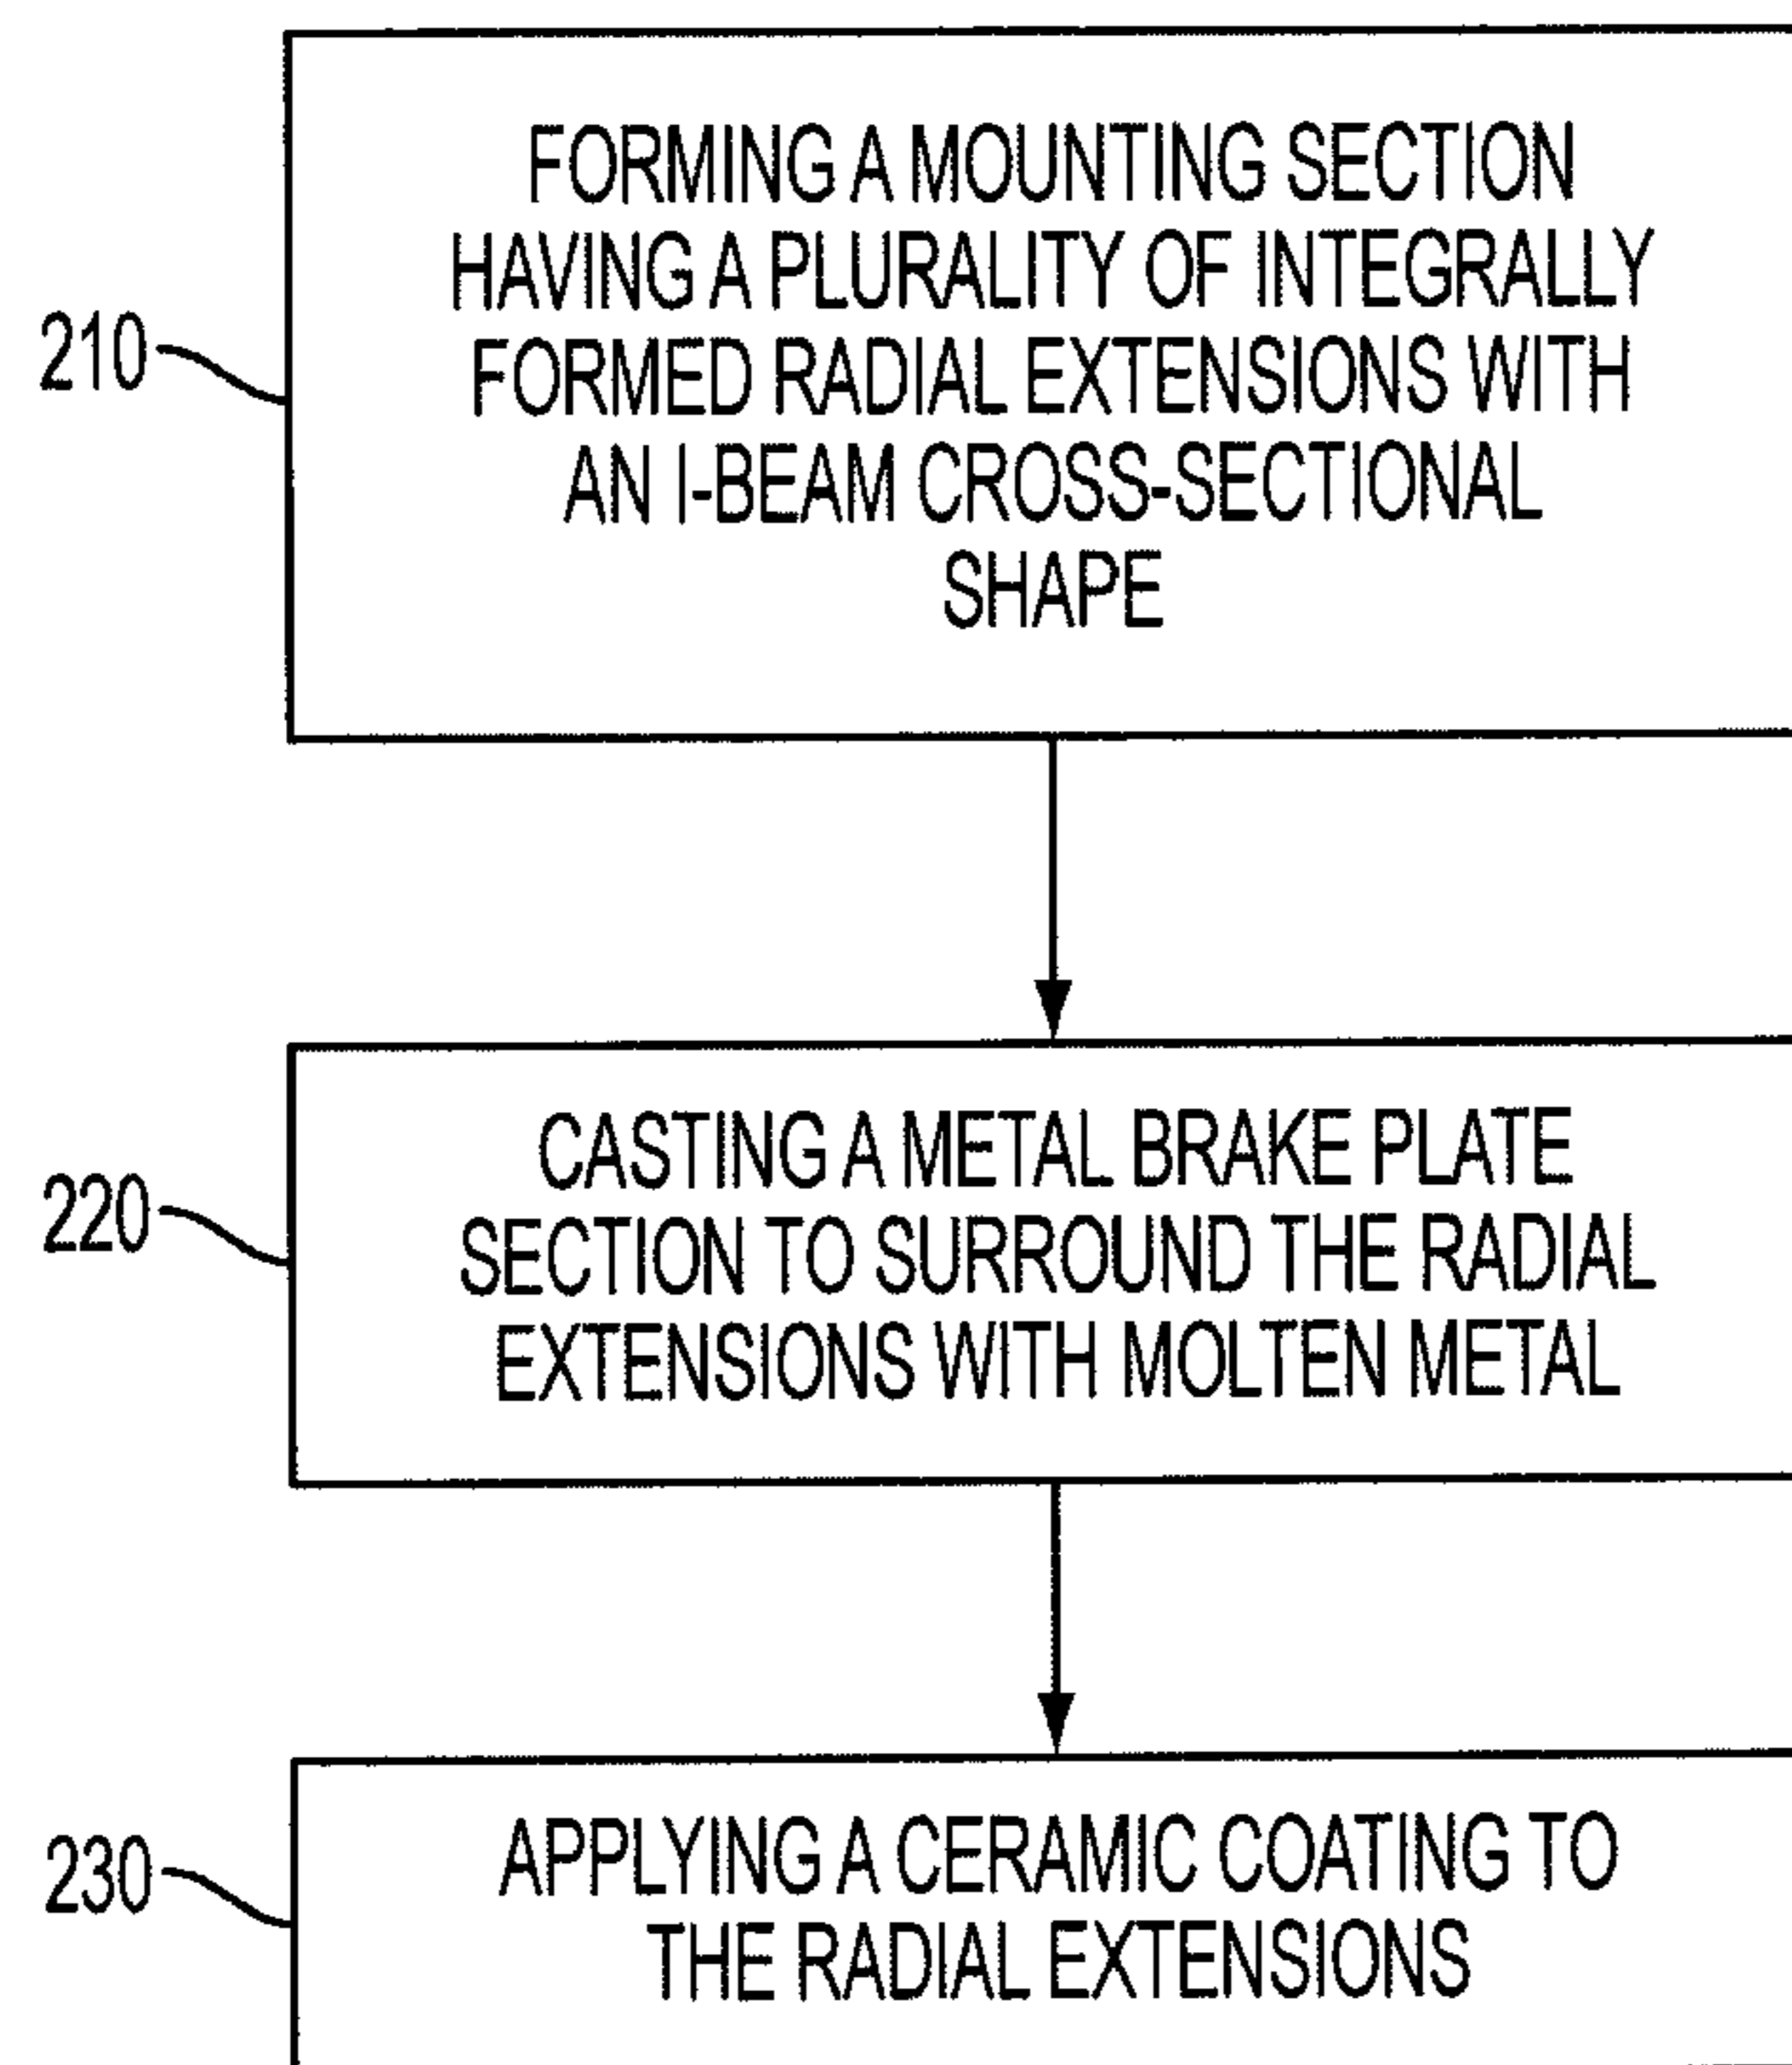 FORMING A MOUNTING SECTION
HAVING A PLURALITY OF INTEGRALLY
210
FORMED RADIAL EXTENSIONS WITH
AN I-BEAM CROSS-SECTIONAL
SHAPE
CASTING A METAL BRAKE PLATE
220
SECTION TO SURROUND THE RADIAL
EXTENSIONS WITH MOLTEN METAL
230
APPLYING A CERAMIC COATING TO
THE RADIAL EXTENSIONS